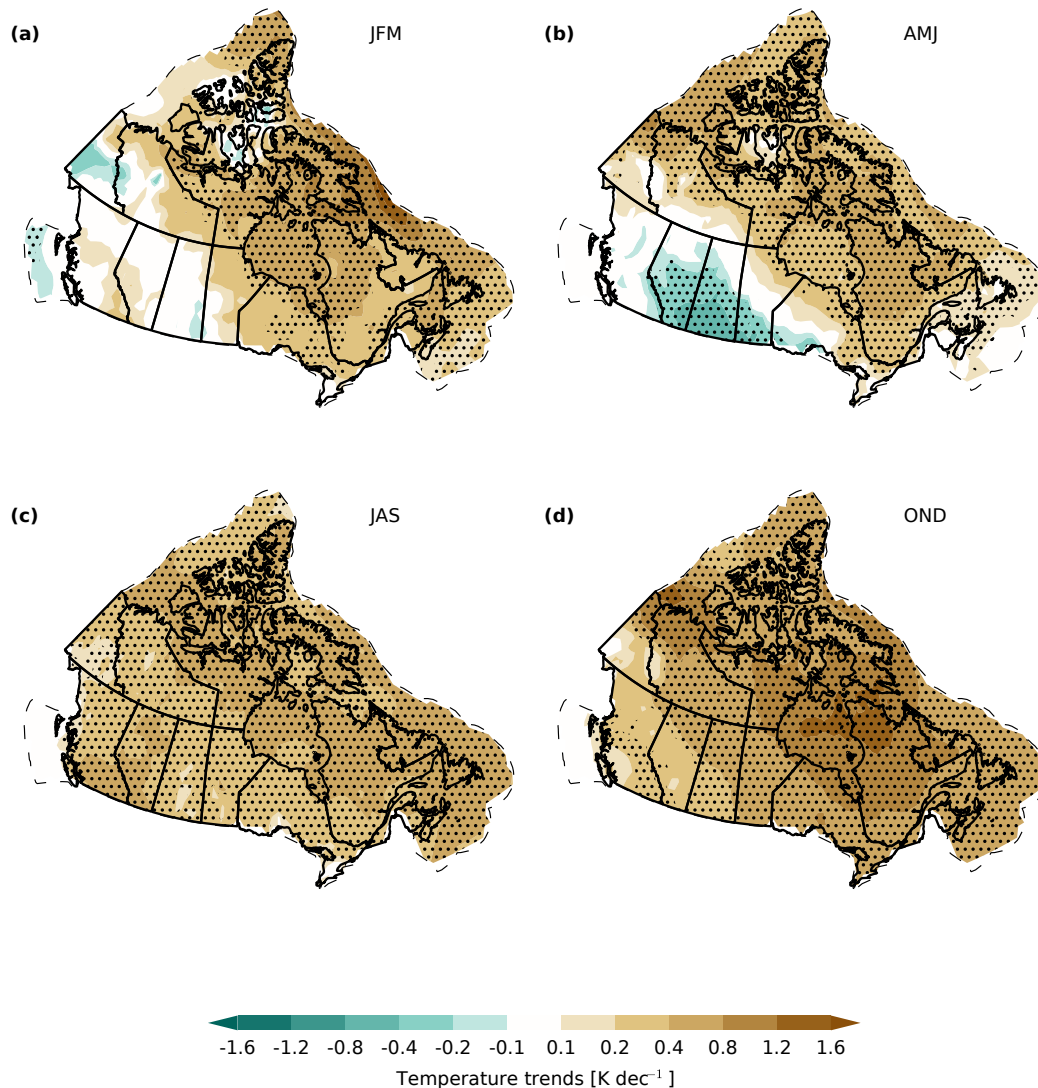 (a) JFM (b) AMJ
(c) JAS (d) OND
-1.6 -1.2 -0.8 -0.4 -0.2 -0.1 0.1 0.2 0.4 0.8 1.2 1.6
Temperature trends [K dec⁻¹ ]